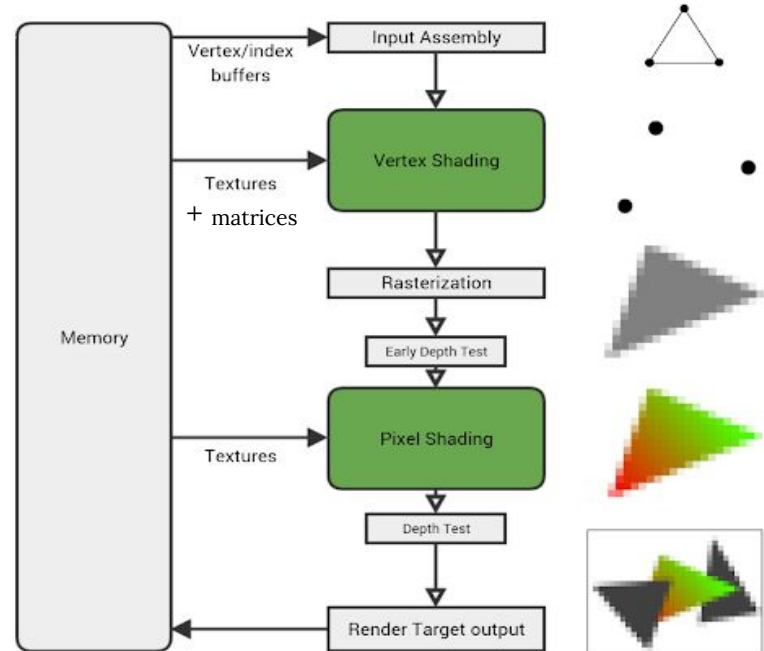 Input Assembly
Vertex/index
buffers
Vertex Shading
Textures
+ matrices
Rasterization
Memory
Early Depth Test
Pixel Shading
Textures
Depth Test
Render Target output